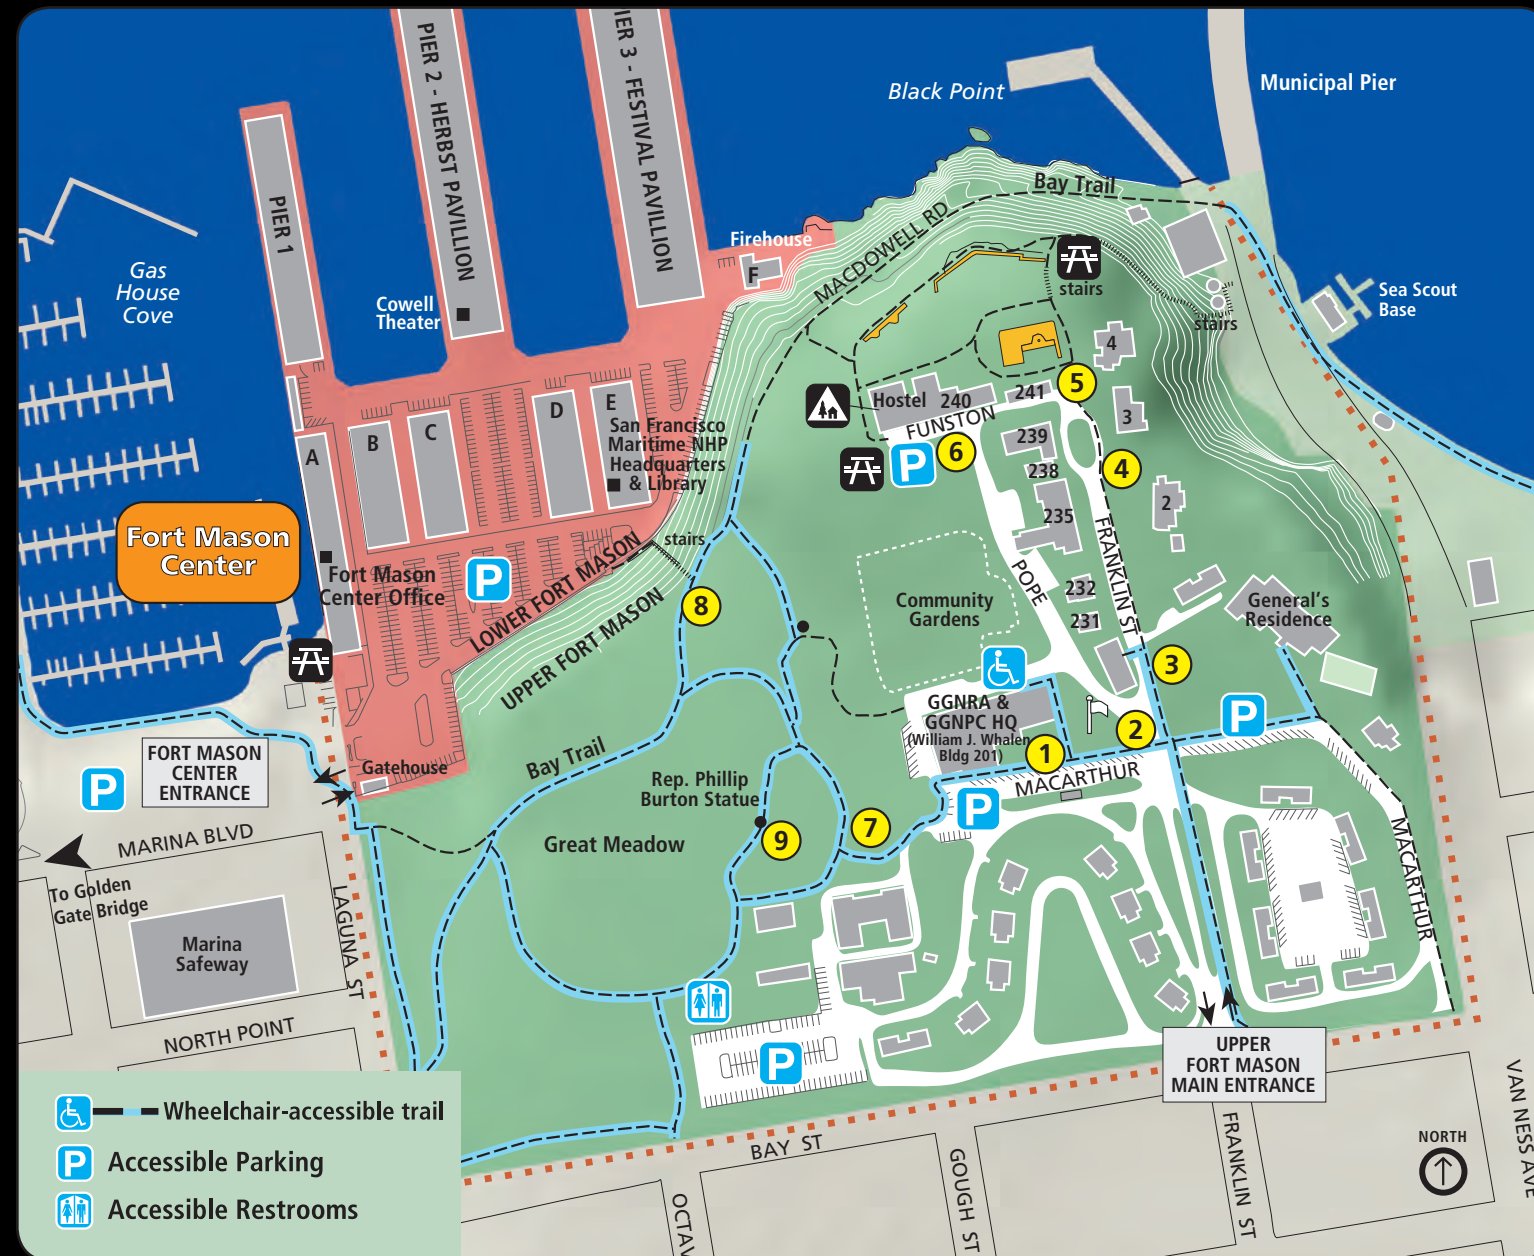 PIER 1
PIER 2 - HERBST PAVILLION
IER 3 - FESTIVAL PAVILLION
Black Point
Municipal Pier
Bay Trail
MACDOWELL RD
Firehouse
F
Gas
House
Cove
Cowell
Theater
stairs
stairs
Sea Scout
Base
4
5
3
Hostel
240
241
FUNSTON
P
6
239
238
235
4
2
A
B
C
D
E
San Francisco
Maritime NHP
Headquarters
& Library
Fort Mason
Center
Fort Mason
Center Office
P
LOWER FORT MASON
UPPER FORT MASON
stairs
8
Community
Gardens
POPE
FRANKLIN ST
232
231
General's
Residence
3
GGNRA &
GGNPC HQ
(William J. Whalen
Bldg 201)
1
2
P
MACARTHUR
P
MACARTHUR
FORT MASON
CENTER
ENTRANCE
P
Gatehouse
Bay Trail
Rep. Phillip
Burton Statue
Great Meadow
9
7
MARINA BLVD
To Golden
Gate Bridge
LAGUNA ST
Marina
Safeway
NORTH POINT
P
UPPER
FORT MASON
MAIN ENTRANCE
BAY ST
OCTAV
GOUGH ST
FRANKLIN ST
VAN NESS AVE
NORTH
Wheelchair-accessible trail
P
Accessible Parking
Accessible Restrooms